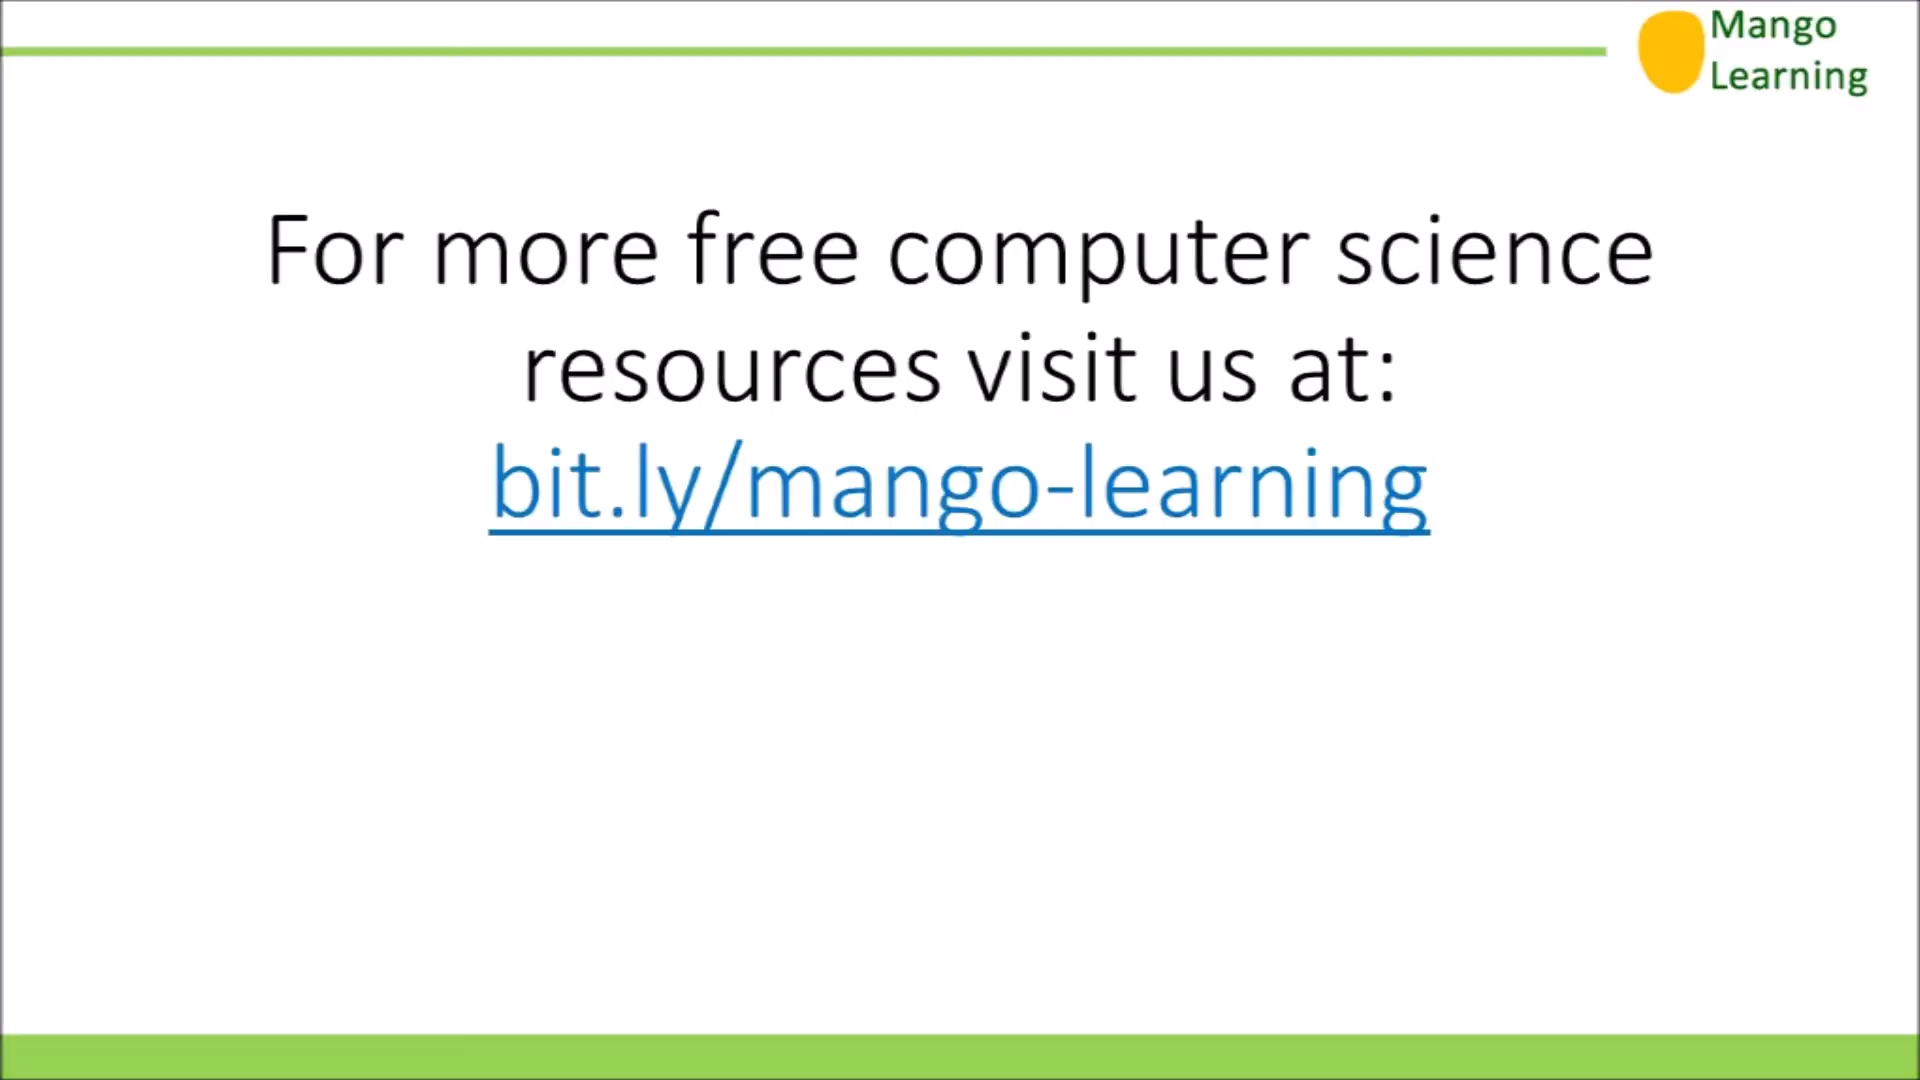 Mango
Learning
For more free computer science
resources visit us at:
bit.ly/mango-learning